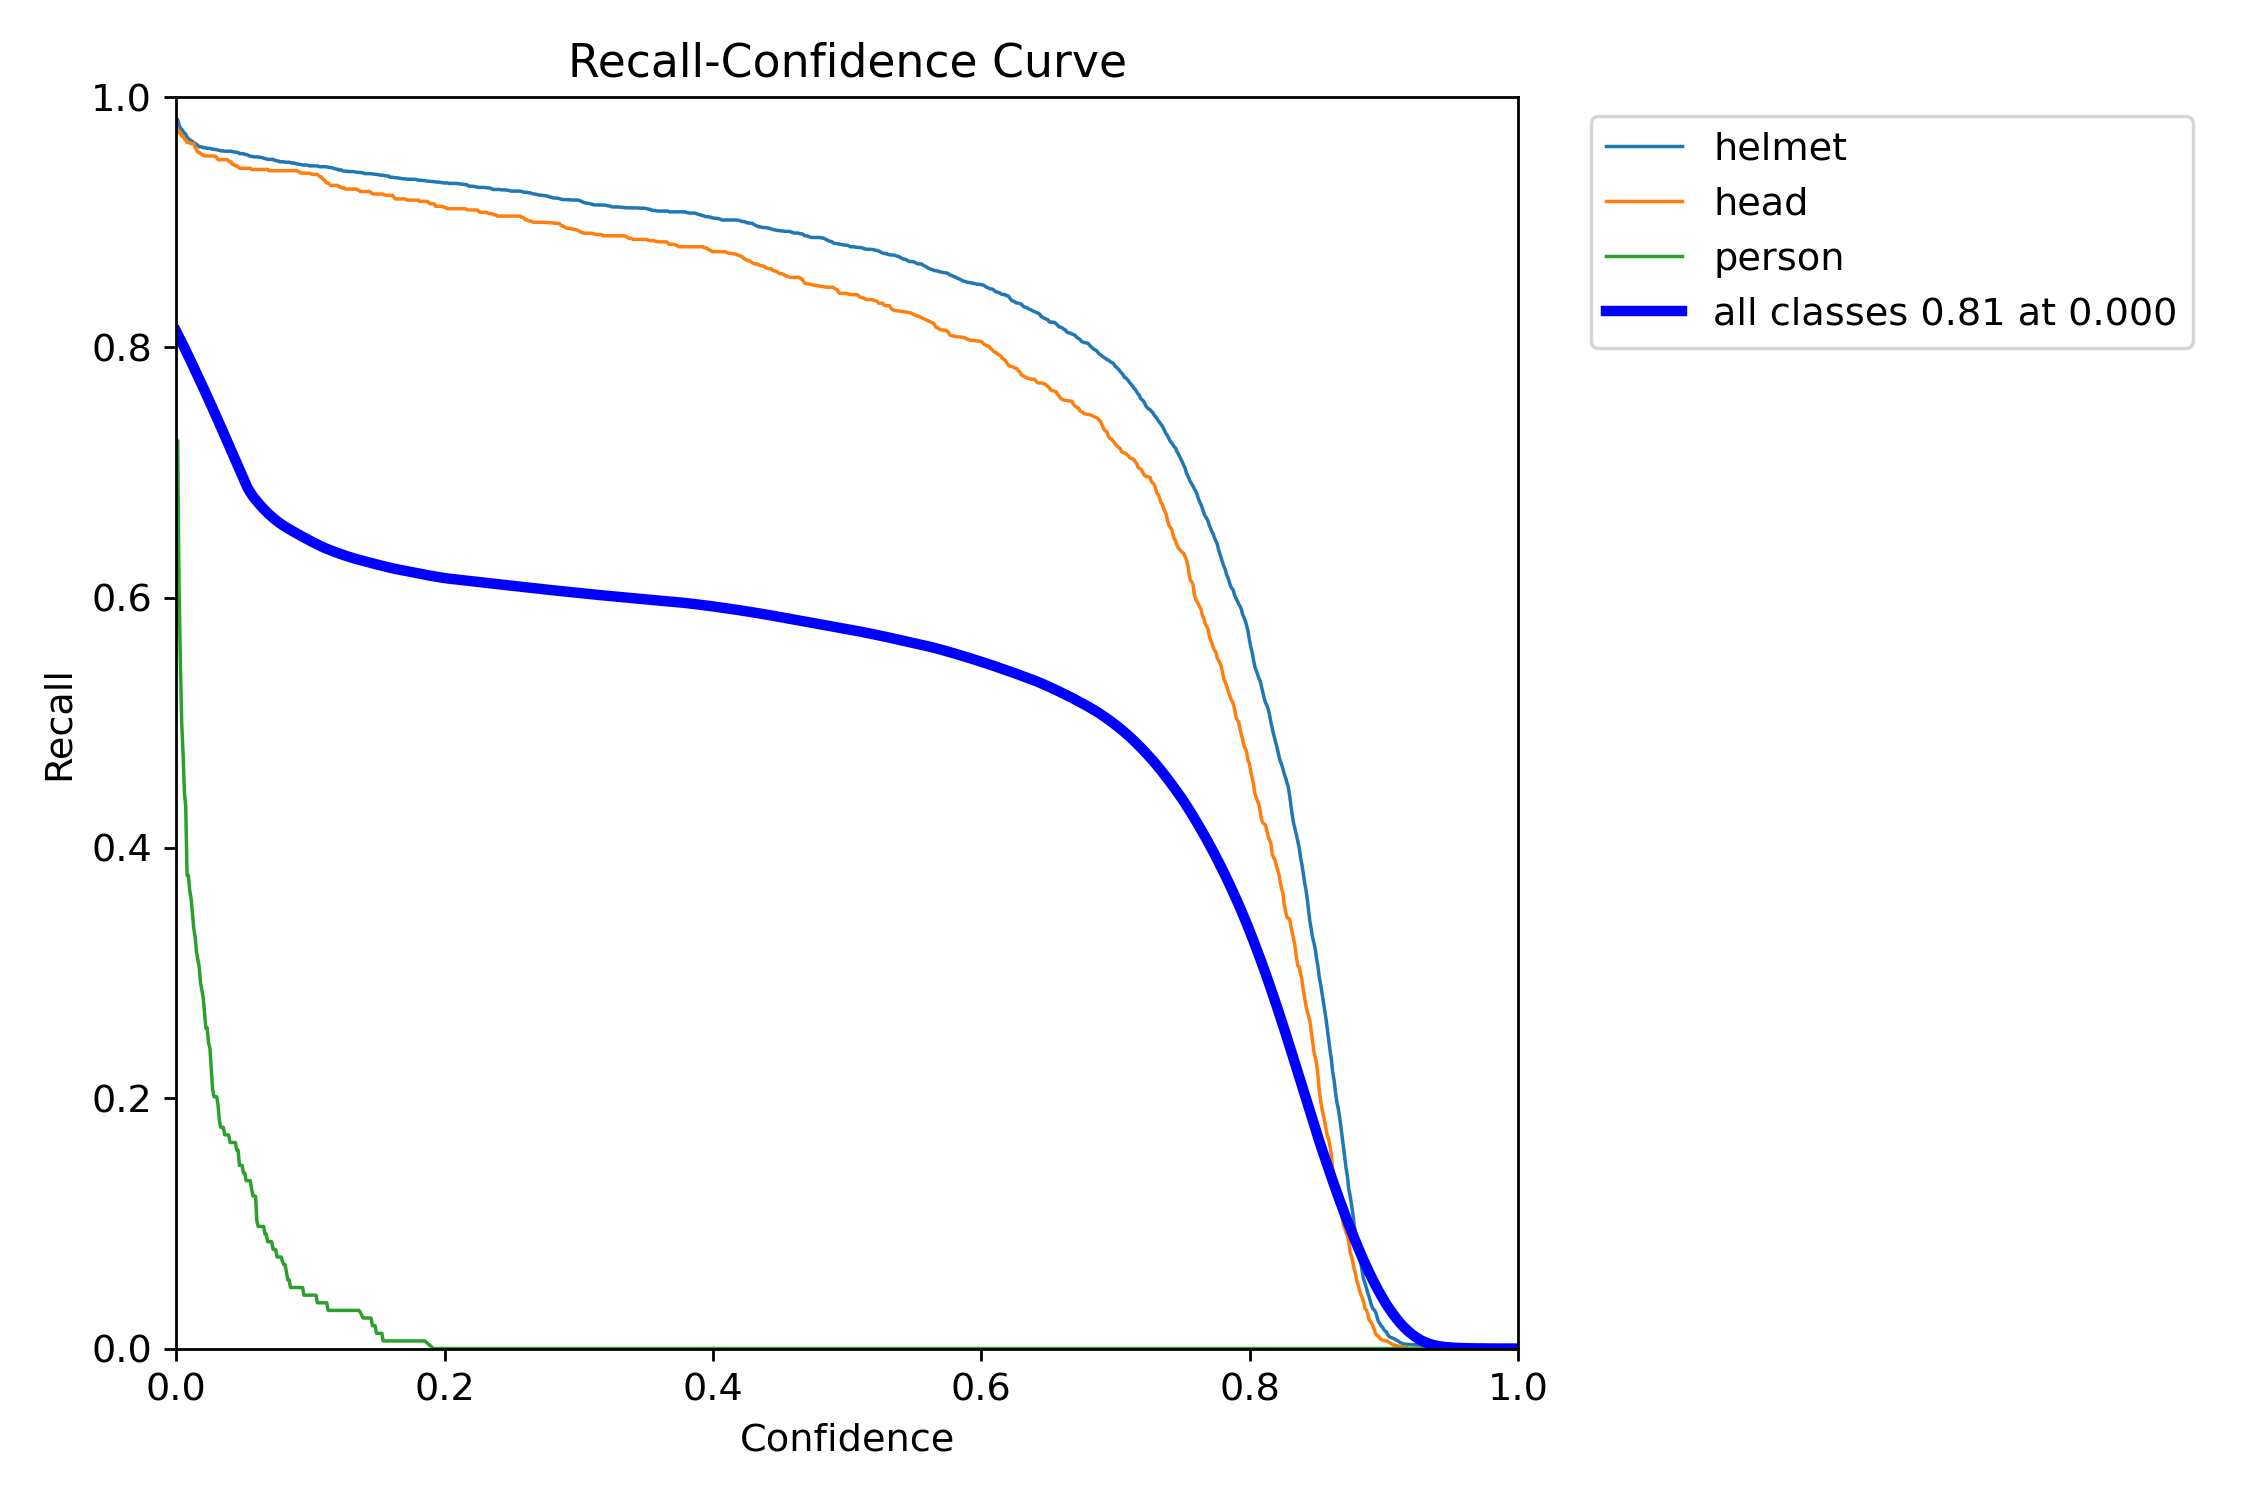 Recall-Confidence Curve
1.0
0.8
0.6
0.4
0.2
0.0
Recall
0.0 0.2 0.4 0.6 0.8 1.0
Confidence
helmet
head
person
all classes 0.81 at 0.000